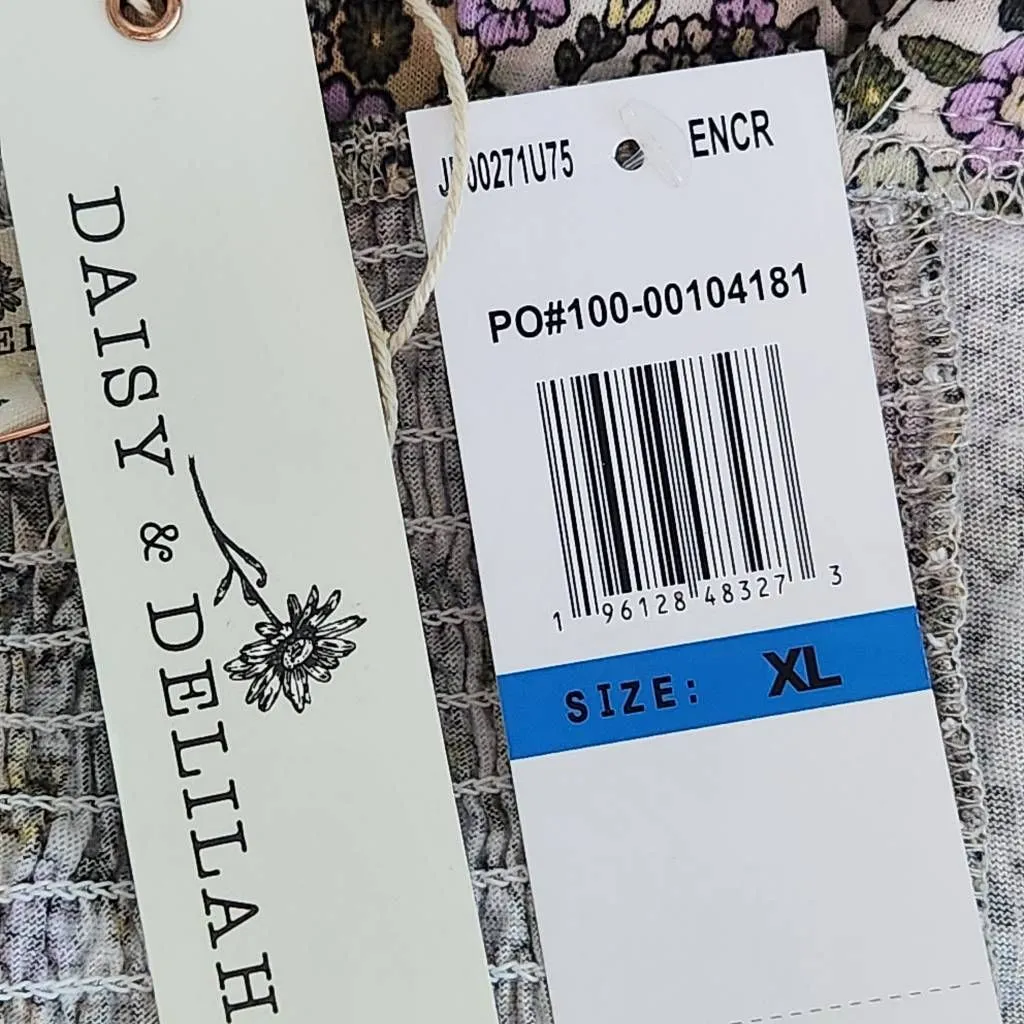 DAISY & DELILAH
ENCR
PO#100-00104181
1 96128 48327 3
SIZE: XL